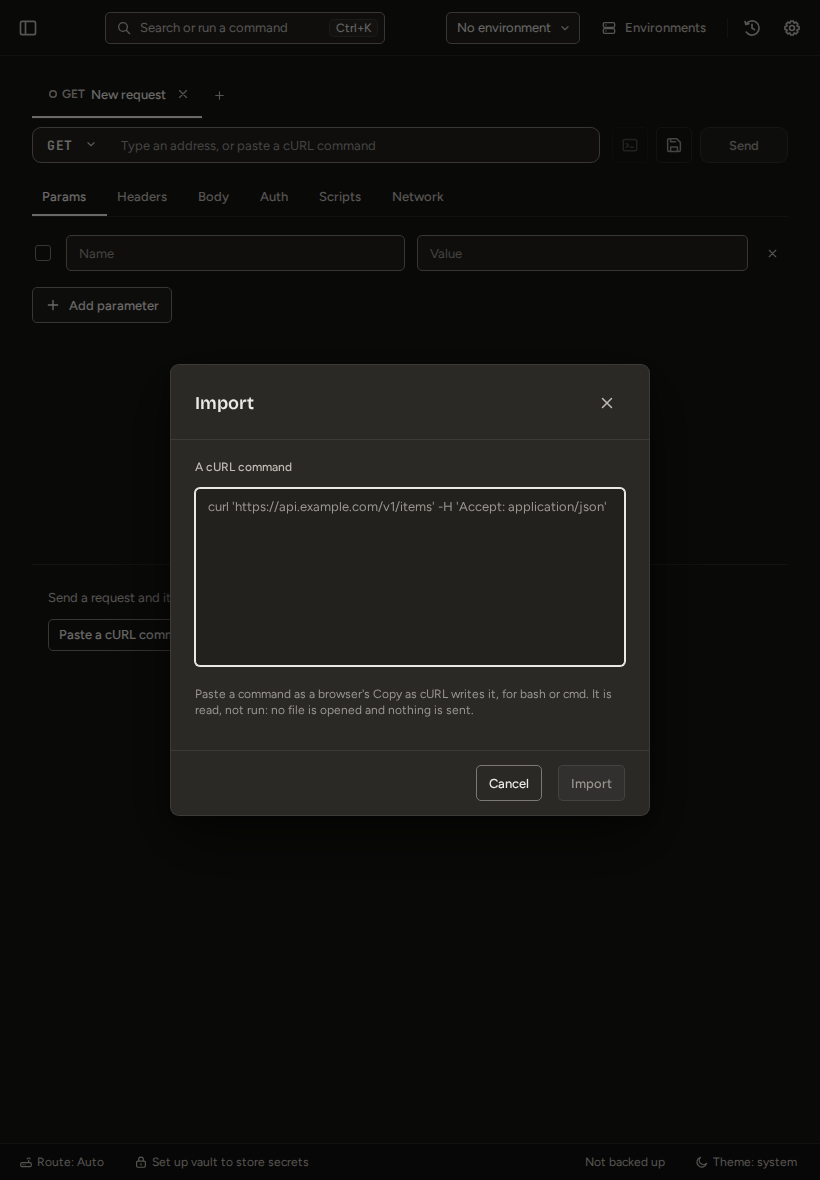 Search or run a command Ctrl+K No environment Environments
GET New request
GET Type an address, or paste a cURL command Send
Params Headers Body Auth Scripts Network
Name Value
Add parameter
Import
A cURL command
curl 'https://api.example.com/v1/items' -H 'Accept: application/json'
Send a request and it
Paste a cURL comm
Paste a command as a browser's Copy as cURL writes it, for bash or cmd. It is
read, not run: no file is opened and nothing is sent.
Cancel Import
Route: Auto Set up vault to store secrets Not backed up Theme: system